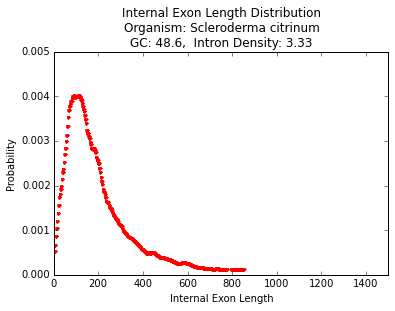 Internal Exon Length Distribution
Organism: Scleroderma citrinum
GC: 48.6,  Intron Density: 3.33
0.005
0.004
0.003
0.002
0.001
0.000
Probability
0 200 400 600 800 1000 1200 1400
Internal Exon Length